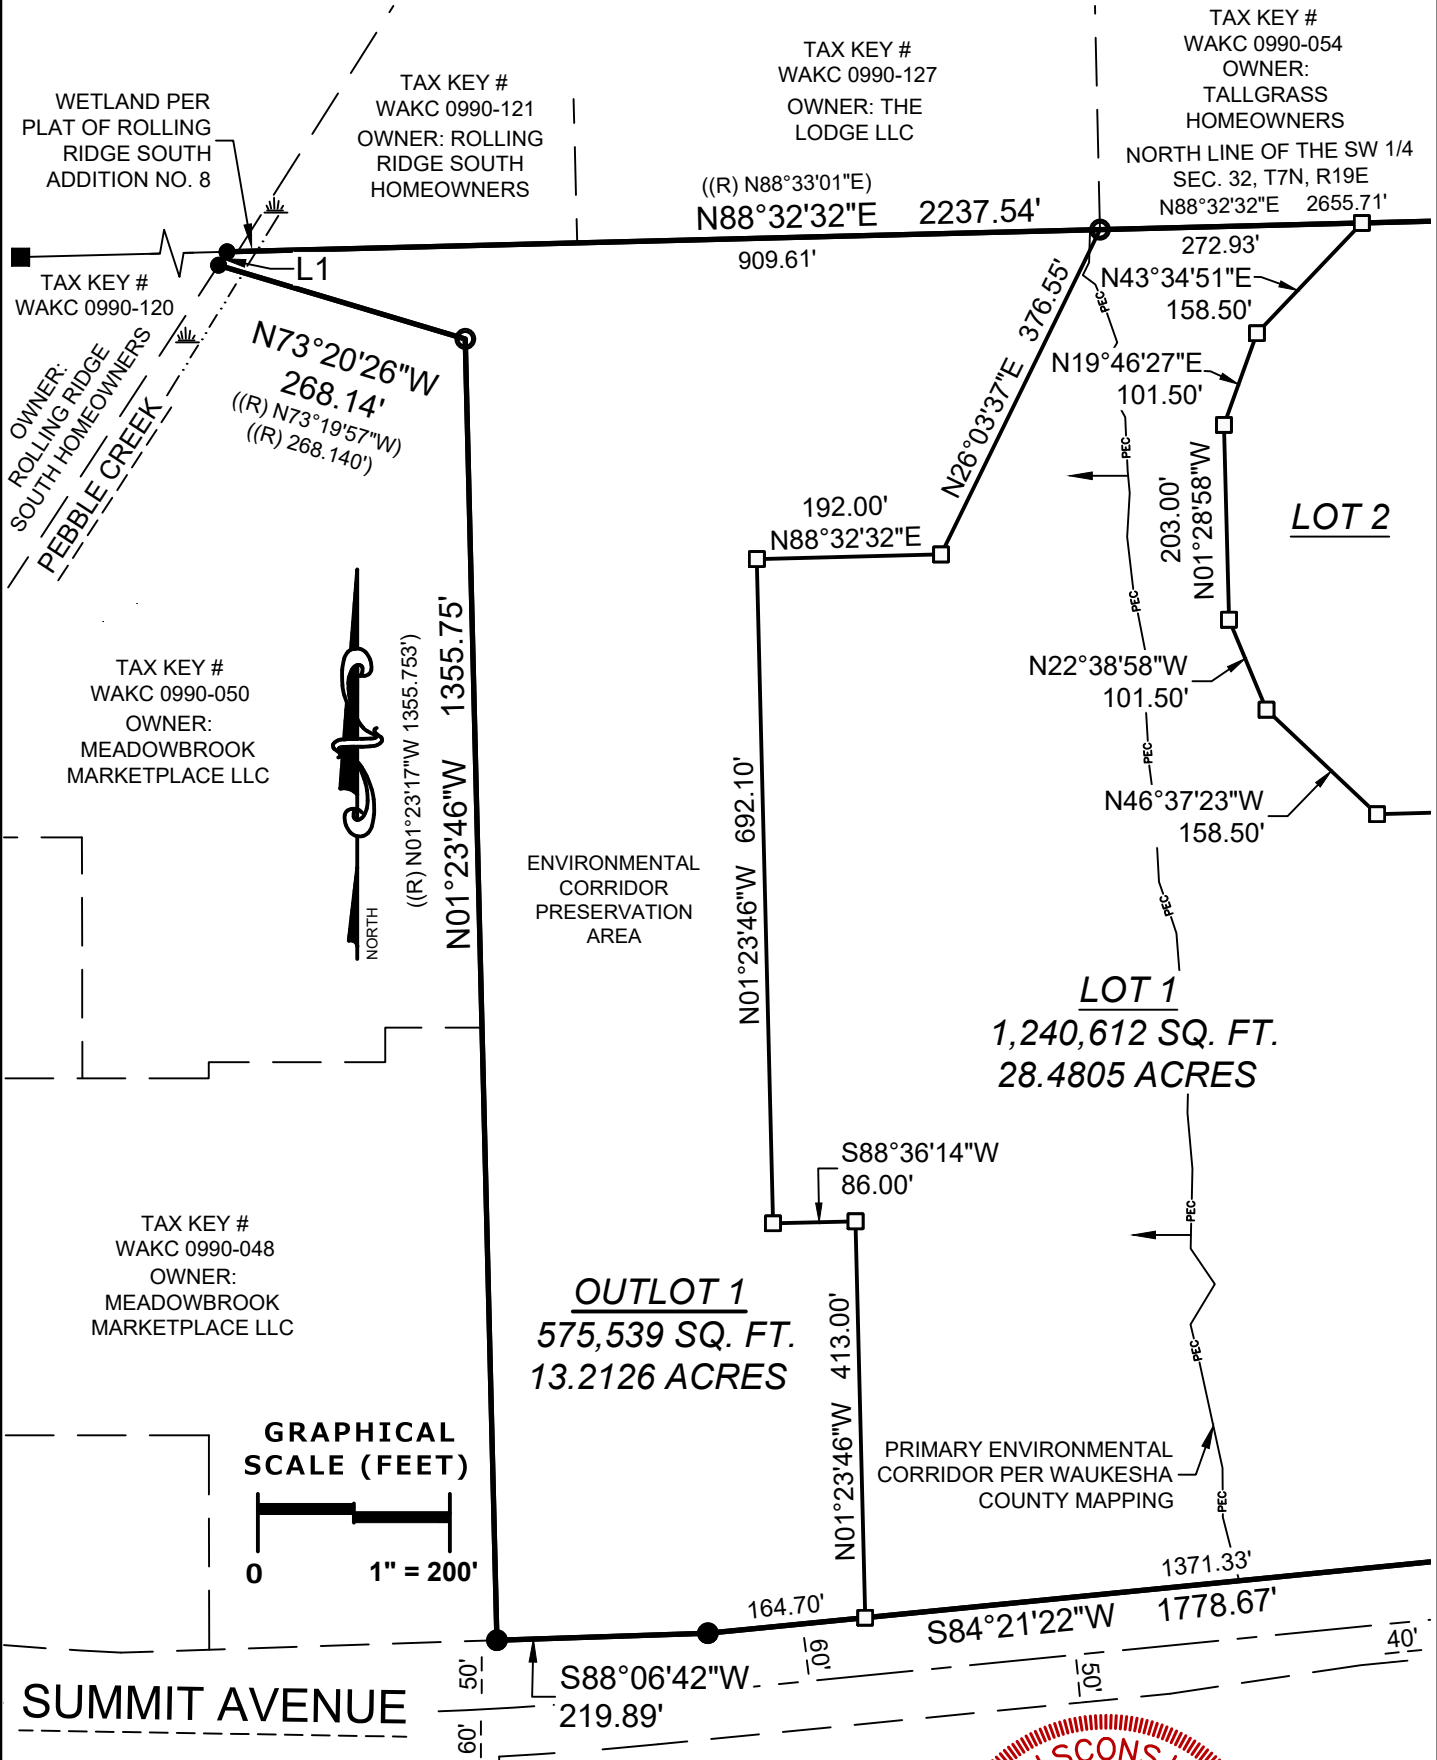 WETLAND PER
PLAT OF ROLLING
RIDGE SOUTH
ADDITION NO. 8
TAX KEY #
WAKC 0990-121
OWNER: ROLLING
RIDGE SOUTH
HOMEOWNERS
TAX KEY #
WAKC 0990-127
OWNER: THE
LODGE LLC
TAX KEY #
WAKC 0990-054
OWNER:
TALLGRASS
HOMEOWNERS
NORTH LINE OF THE SW 1/4
SEC. 32, T7N, R19E
N88°32'32"E 2655.71'
((R) N88°33'01"E)
N88°32'32"E 2237.54'
909.61'
272.93'
L1
TAX KEY #
WAKC 0990-120
OWNER:
ROLLING RIDGE
SOUTH HOMEOWNERS
PEBBLE CREEK
N73°20'26"W
268.14'
((R) N73°19'57"W)
((R) 268.140')
N26°03'37"E 376.55'
N43°34'51"E
158.50'
N19°46'27"E
101.50'
PEC
PEC
203.00'
N01°28'58"W
LOT 2
192.00'
N88°32'32"E
PEC
N22°38'58"W
101.50'
PEC
N46°37'23"W
158.50'
TAX KEY #
WAKC 0990-050
OWNER:
MEADOWBROOK
MARKETPLACE LLC
NORTH
((R) N01°23'17"W 1355.753')
N01°23'46"W 1355.75'
N01°23'46"W 692.10'
ENVIRONMENTAL
CORRIDOR
PRESERVATION
AREA
PEC
LOT 1
1,240,612 SQ. FT.
28.4805 ACRES
S88°36'14"W
86.00'
PEC
TAX KEY #
WAKC 0990-048
OWNER:
MEADOWBROOK
MARKETPLACE LLC
OUTLOT 1
575,539 SQ. FT.
13.2126 ACRES
N01°23'46"W 413.00'
PEC
GRAPHICAL
SCALE (FEET)
0 1" = 200'
PRIMARY ENVIRONMENTAL
CORRIDOR PER WAUKESHA
COUNTY MAPPING
PEC
1371.33'
164.70'
S84°21'22"W 1778.67'
60'
50'
40'
50'
60'
S88°06'42"W
219.89'
SUMMIT AVENUE
SCONS